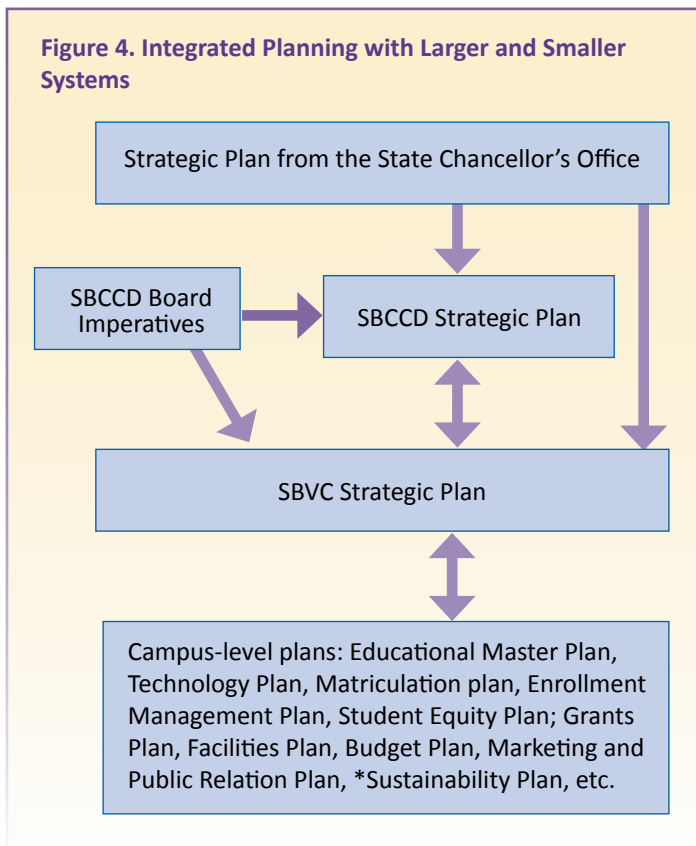 Figure 4. Integrated Planning with Larger and Smaller
Systems
Strategic Plan from the State Chancellor's Office
SBCCD Board
Imperatives
SBCCD Strategic Plan
SBVC Strategic Plan
Campus-level plans: Educational Master Plan,
Technology Plan, Matriculation plan, Enrollment
Management Plan, Student Equity Plan; Grants
Plan, Facilities Plan, Budget Plan, Marketing and
Public Relation Plan, *Sustainability Plan, etc.